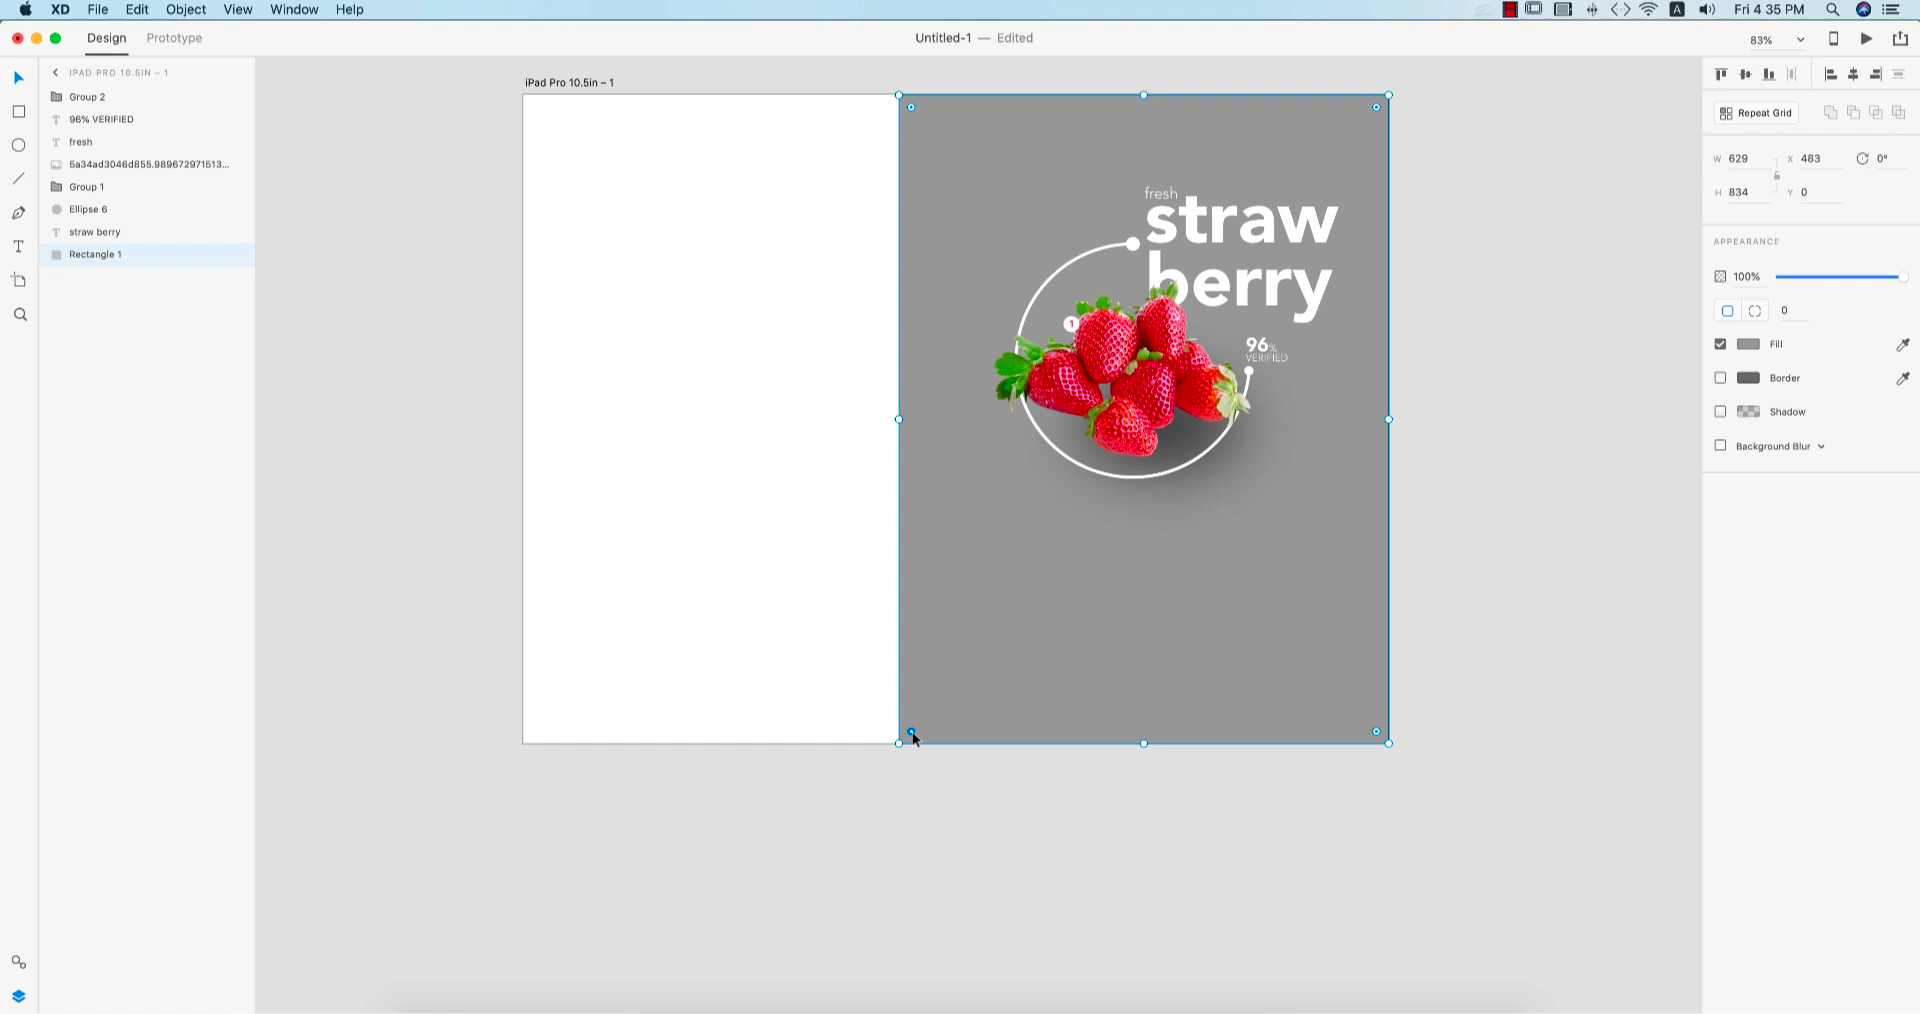 XD File Edit Object View Window Help
A Fri 4 35 PM
Design Prototype
Untitled-1 — Edited
83%
IPAD PRO 10.5IN – 1
Group 2
T 96% VERIFIED
T fresh
5a34ad3046d855.989672971513...
Group 1
Ellipse 6
T straw berry
Rectangle 1
T
iPad Pro 10.5in – 1
fresh
straw
berry
1
96%
VERIFIED
Repeat Grid
W 629 X 483 0°
H 834 Y 0
APPEARANCE
100%
0
Fill
Border
Shadow
Background Blur